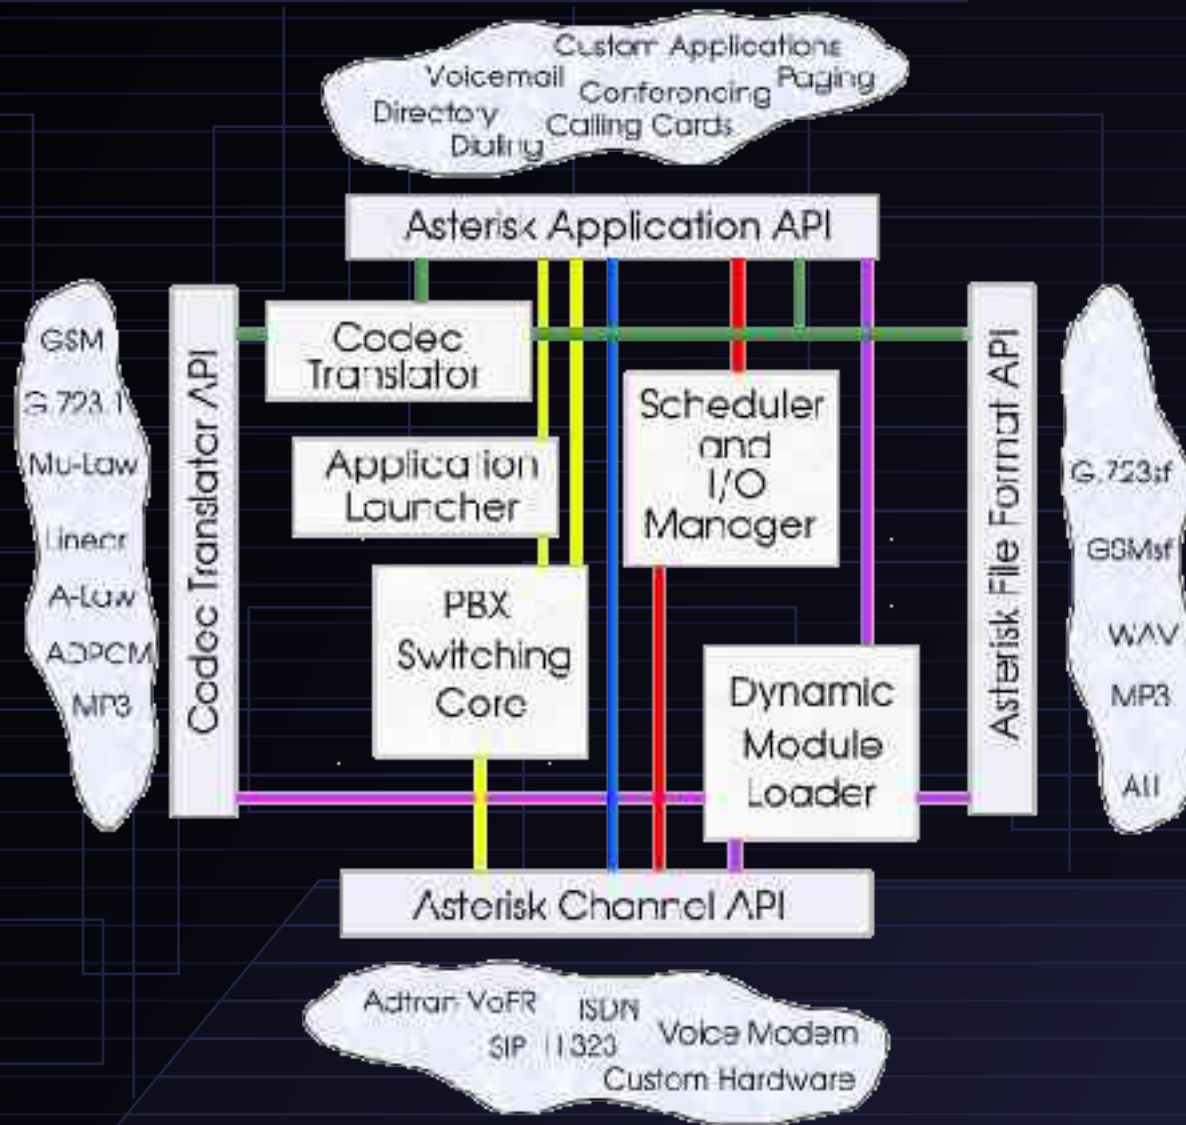 Custom Applications
Voicemail
Paging
Conferencing
Directory
Calling Cards
Dialing
Asterisk Application API
GSM
G.723.1
Mu-Law
Linear
A-Law
ADPCM
MP3
Codec Translator API
Codec
Translator
Application
Launcher
Scheduler
and
I/O
Manager
PBX
Switching
Core
Dynamic
Module
Loader
Asterisk File Format API
G.723sf
GSMsf
WAV
MP3
Asterisk Channel API
Adtran VoFR
ISDN
Voice Modem
SIP H.323
Custom Hardware